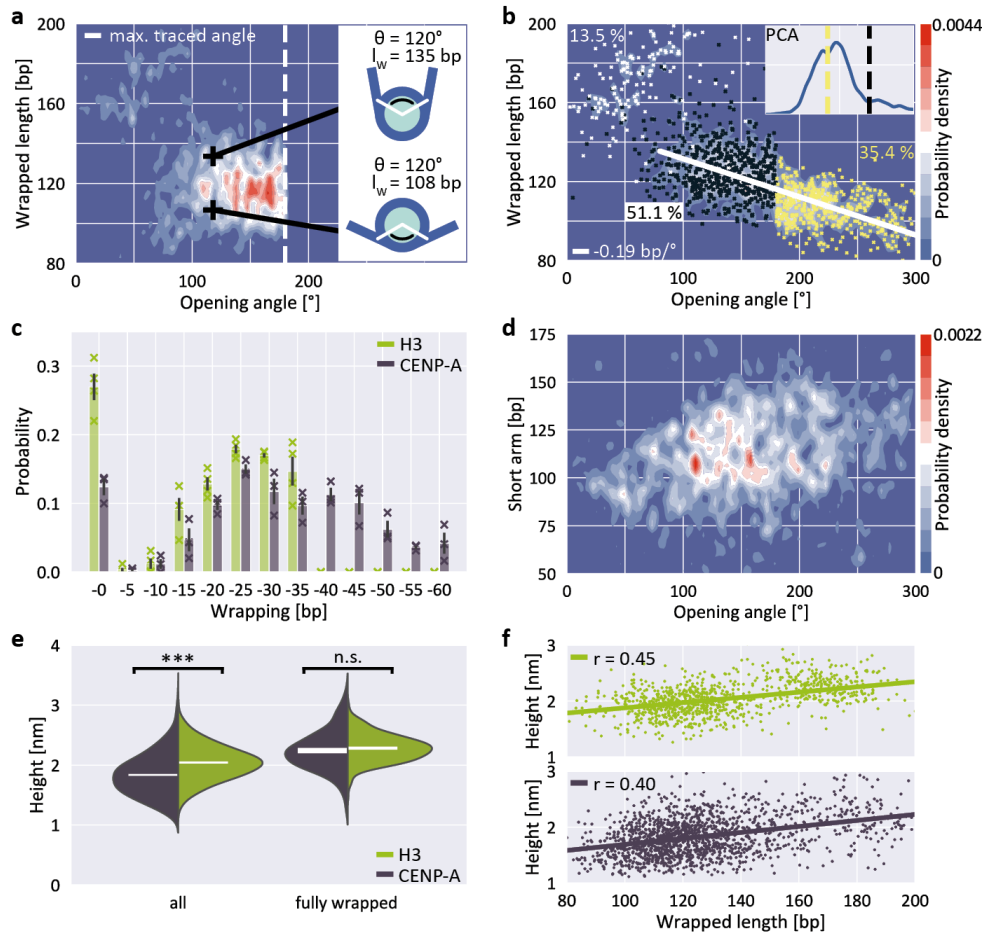 a
200
180
160
140
120
100
80
Wrapped length [bp]
max. traced angle
θ = 120°
l_w = 135 bp
θ = 120°
l_w = 108 bp
0
100
200
Opening angle [°]
b
200
180
160
140
120
100
80
Wrapped length [bp]
13.5 %
PCA
35.4 %
51.1 %
-0.19 bp/°
0
100
200
300
Opening angle [°]
0.0044
Probability density
0
c
0.3
0.2
0.1
0.0
Probability
H3
CENP-A
-0 -5 -10 -15 -20 -25 -30 -35 -40 -45 -50 -55 -60
Wrapping [bp]
d
175
150
125
100
75
50
Short arm [bp]
0
100
200
300
Opening angle [°]
0.0022
Probability density
0
e
4
3
2
1
0
Height [nm]
***
n.s.
H3
CENP-A
all
fully wrapped
f
3
2
1
Height [nm]
r = 0.45
3
2
1
Height [nm]
r = 0.40
80 100 120 140 160 180 200
Wrapped length [bp]